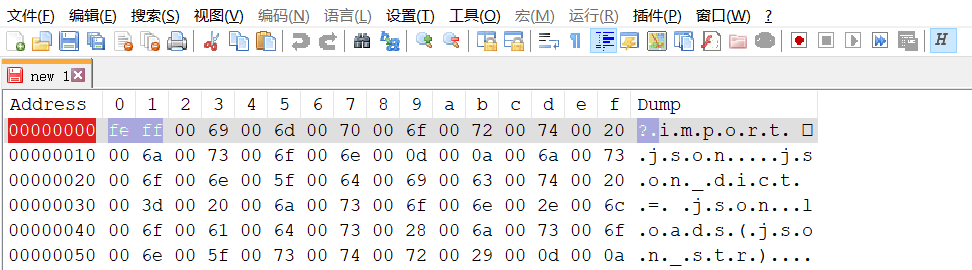 文件(F) 编辑(E) 搜索(S) 视图(V) 编码(N) 语言(L) 设置(T) 工具(O) 宏(M) 运行(R) 插件(P) 窗口(W) ?
H
new 1
Address 0 1 2 3 4 5 6 7 8 9 a b c d e f Dump
00000000 fe ff 00 69 00 6d 00 70 00 6f 00 72 00 74 00 20 ?.i.m.p.o.r.t. □
00000010 00 6a 00 73 00 6f 00 6e 00 0d 00 0a 00 6a 00 73 .j.s.o.n.....j.s
00000020 00 6f 00 6e 00 5f 00 64 00 69 00 63 00 74 00 20 .o.n._.d.i.c.t.
00000030 00 3d 00 20 00 6a 00 73 00 6f 00 6e 00 2e 00 6c .=. .j.s.o.n...l
00000040 00 6f 00 61 00 64 00 73 00 28 00 6a 00 73 00 6f .o.a.d.s.(.j.s.o
00000050 00 6e 00 5f 00 73 00 74 00 72 00 29 00 0d 00 0a .n._.s.t.r.)....